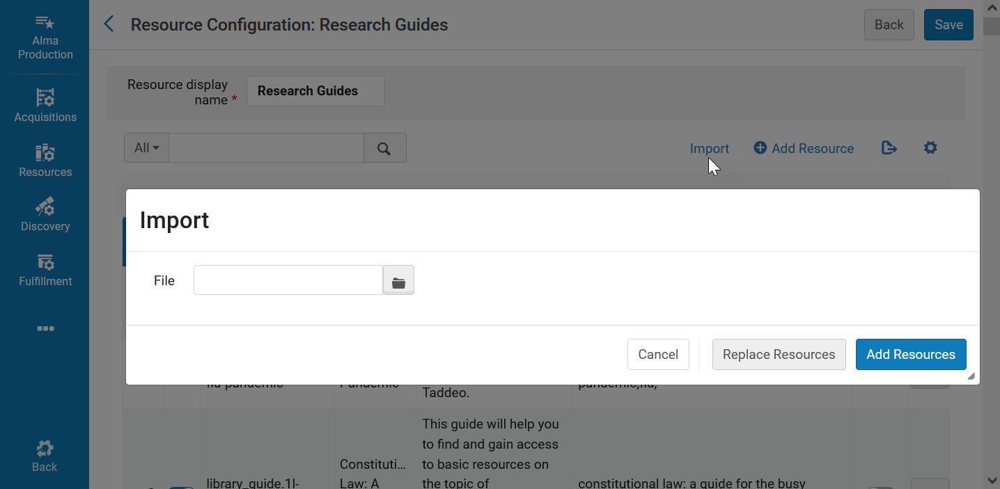 Alma
Production
Acquisitions
Resources
Discovery
Fulfillment
Back
Resource Configuration: Research Guides
Back
Save
Resource display
name *
Research Guides
All
Import
Add Resource
Import
File
Cancel
Replace Resources
Add Resources
flu pandemic
Pandemic
Taddeo.
pandemic,flu,
This guide will help you
to find and gain access
to basic resources on
the topic of
Constituti...
Law: A
library_guide.1l-
constitutional law: a guide for the busy